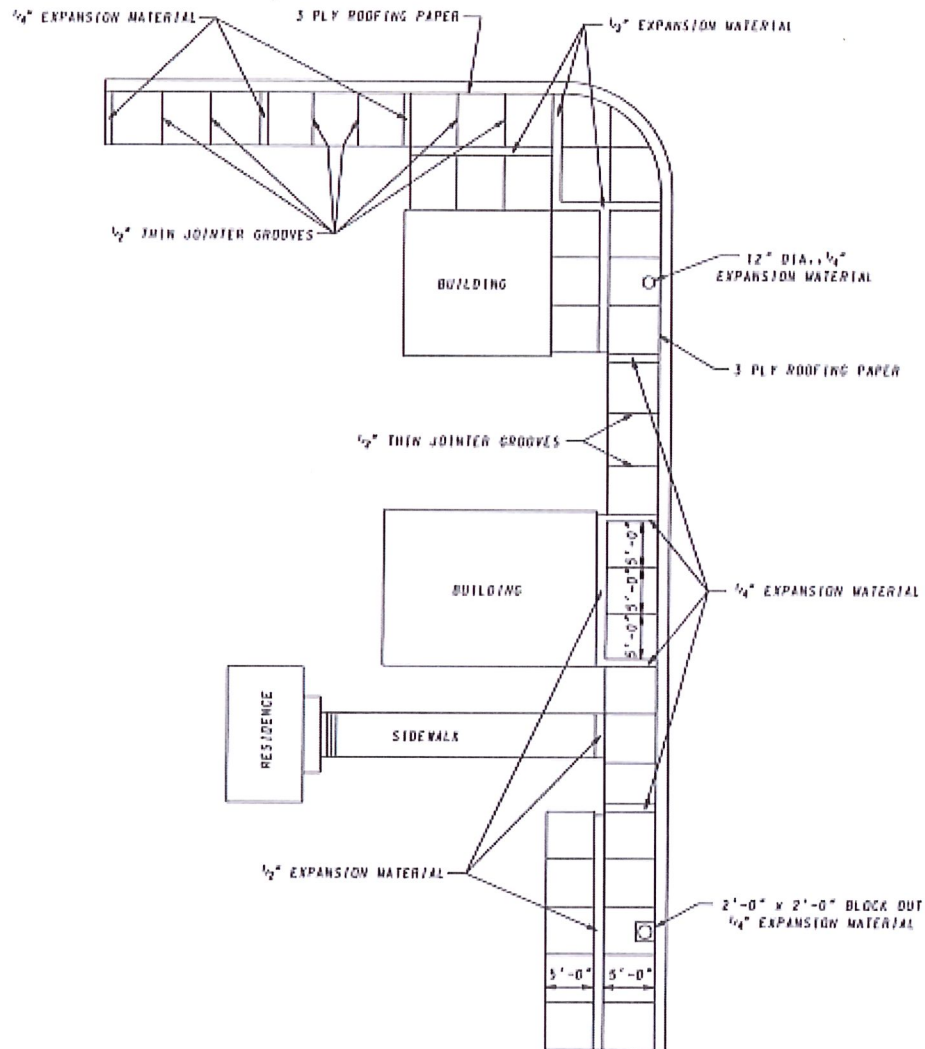 1/4" EXPANSION MATERIAL
3 PLY ROOFING PAPER
1/2" EXPANSION MATERIAL
1/2" THIN JOINTER GROOVES
BUILDING
12" DIA., 1/4"
EXPANSION MATERIAL
3 PLY ROOFING PAPER
1/2" THIN JOINTER GROOVES
BUILDING
5'-0"
5'-0"
5'-0"
1/4" EXPANSION MATERIAL
RESIDENCE
SIDEWALK
1/2" EXPANSION MATERIAL
2'-0" x 2'-0" BLOCK OUT
1/4" EXPANSION MATERIAL
5'-0"
5'-0"